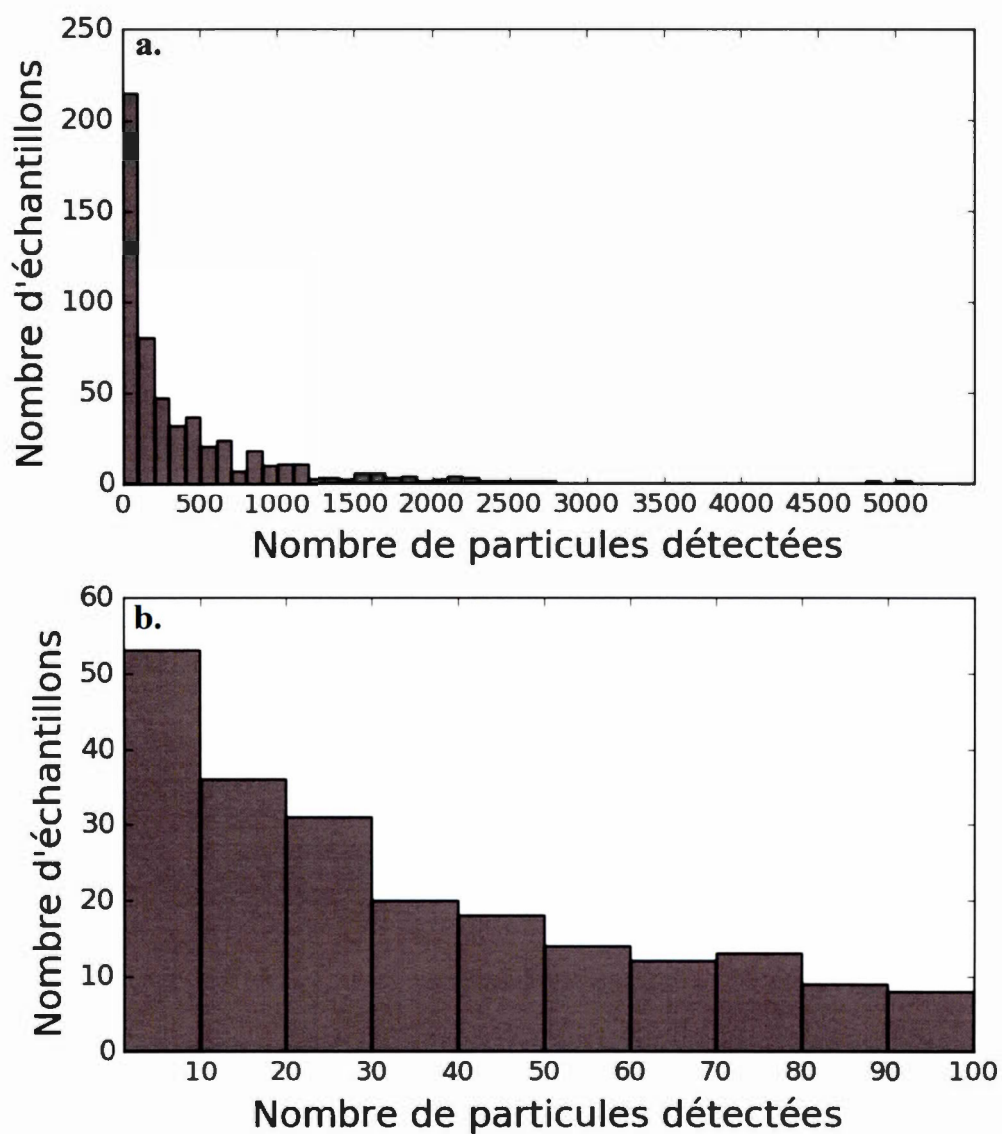 a.
250
200
150
100
50
0
Nombre d'échantillons
0 500 1000 1500 2000 2500 3000 3500 4000 4500 5000
Nombre de particules détectées
b.
60
50
40
30
20
10
0
Nombre d'échantillons
10 20 30 40 50 60 70 80 90 100
Nombre de particules détectées